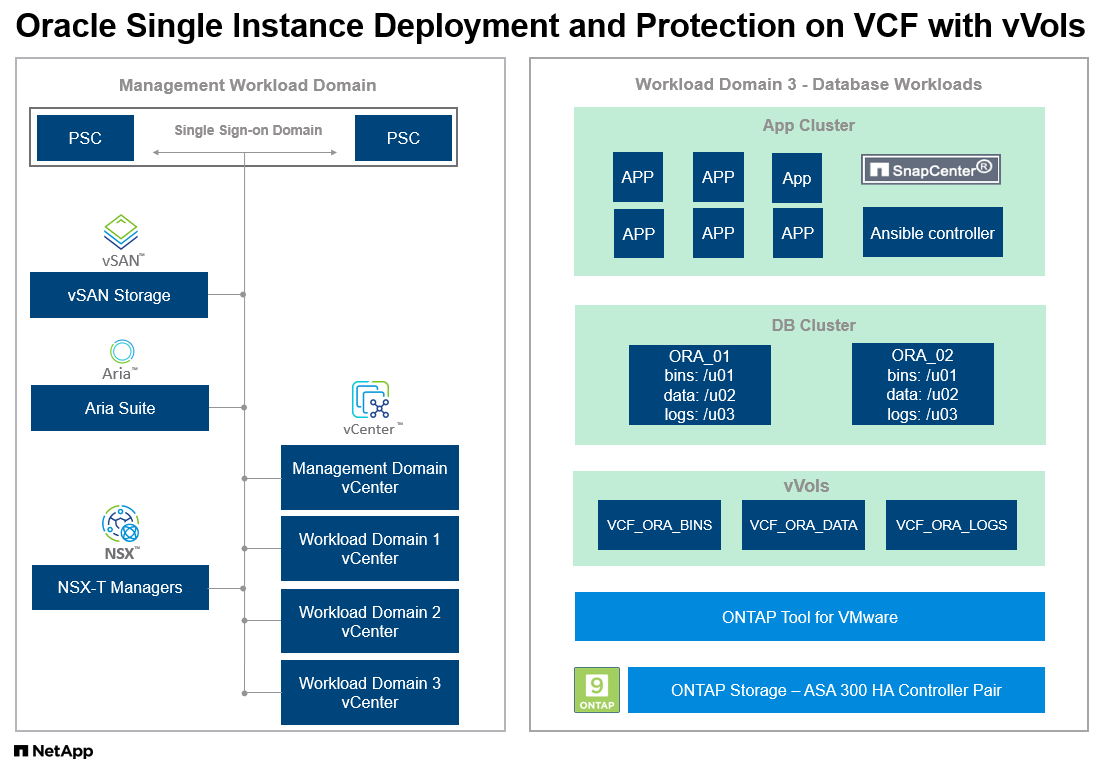 Oracle Single Instance Deployment and Protection on VCF with vVols
Management Workload Domain
PSC
Single Sign-on Domain
PSC
vSAN™
vSAN Storage
Aria™
Aria Suite
vCenter™
Management Domain
vCenter
Workload Domain 1
vCenter
NSX™
NSX-T Managers
Workload Domain 2
vCenter
Workload Domain 3
vCenter
Workload Domain 3 - Database Workloads
App Cluster
APP
APP
App
SnapCenter®
APP
APP
APP
Ansible controller
DB Cluster
ORA_01
bins: /u01
data: /u02
logs: /u03
ORA_02
bins: /u01
data: /u02
logs: /u03
vVols
VCF_ORA_BINS
VCF_ORA_DATA
VCF_ORA_LOGS
ONTAP Tool for VMware
9
ONTAP
ONTAP Storage – ASA 300 HA Controller Pair
NetApp